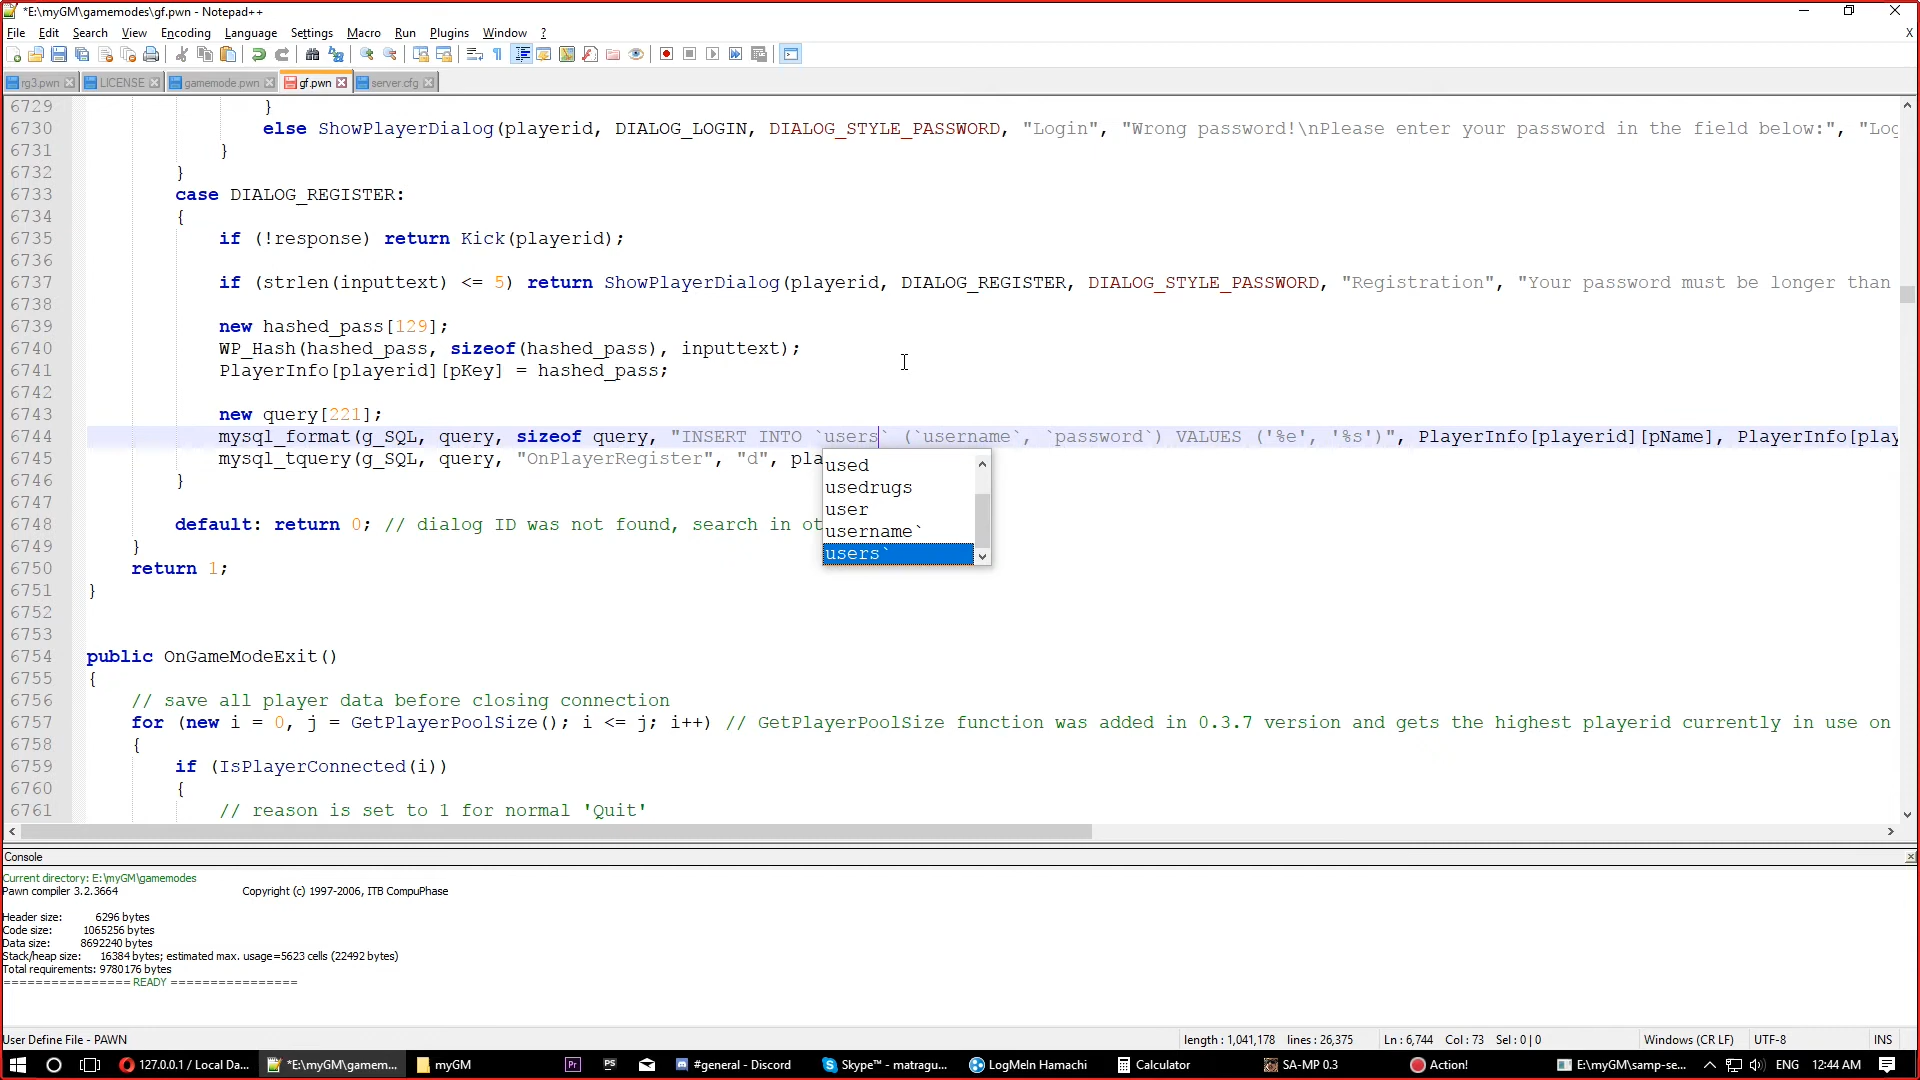 *E:\myGM\gamemodes\gf.pwn - Notepad++
File Edit Search View Encoding Language Settings Macro Run Plugins Window ? X
rg3.pwn LICENSE gamemode.pwn gf.pwn server.cfg
6729 }
6730 else ShowPlayerDialog(playerid, DIALOG_LOGIN, DIALOG_STYLE_PASSWORD, "Login", "Wrong password!\nPlease enter your password in the field below:", "Log
6731 }
6732 }
6733 case DIALOG_REGISTER:
6734 {
6735 if (!response) return Kick(playerid);
6736
6737 if (strlen(inputtext) <= 5) return ShowPlayerDialog(playerid, DIALOG_REGISTER, DIALOG_STYLE_PASSWORD, "Registration", "Your password must be longer than
6738
6739 new hashed_pass[129];
6740 WP_Hash(hashed_pass, sizeof(hashed_pass), inputtext);
6741 PlayerInfo[playerid][pKey] = hashed_pass;
6742
6743 new query[221];
6744 mysql_format(g_SQL, query, sizeof query, "INSERT INTO `users` (`username`, `password`) VALUES ('%e', '%s')", PlayerInfo[playerid][pName], PlayerInfo[play
6745 mysql_tquery(g_SQL, query, "OnPlayerRegister", "d", pla
used
usedrugs
user
username`
users`
6746 }
6747
6748 default: return 0; // dialog ID was not found, search in ot
6749 }
6750 return 1;
6751 }
6752
6753
6754 public OnGameModeExit()
6755 {
6756 // save all player data before closing connection
6757 for (new i = 0, j = GetPlayerPoolSize(); i <= j; i++) // GetPlayerPoolSize function was added in 0.3.7 version and gets the highest playerid currently in use on
6758 {
6759 if (IsPlayerConnected(i))
6760 {
6761 // reason is set to 1 for normal 'Quit'
Console
Current directory: E:\myGM\gamemodes
Pawn compiler 3.2.3664 Copyright (c) 1997-2006, ITB CompuPhase
Header size: 6296 bytes
Code size: 1065256 bytes
Data size: 8692240 bytes
Stack/heap size: 16384 bytes; estimated max. usage=5623 cells (22492 bytes)
Total requirements: 9780176 bytes
================ READY ================
User Define File - PAWN length : 1,041,178 lines : 26,375 Ln : 6,744 Col : 73 Sel : 0 | 0 Windows (CR LF) UTF-8 INS
127.0.0.1 / Local Da... *E:\myGM\gamem... myGM Pr PS #general - Discord Skype™ - matragu... LogMeIn Hamachi Calculator SA-MP 0.3 Action! E:\myGM\samp-se... ENG 12:44 AM